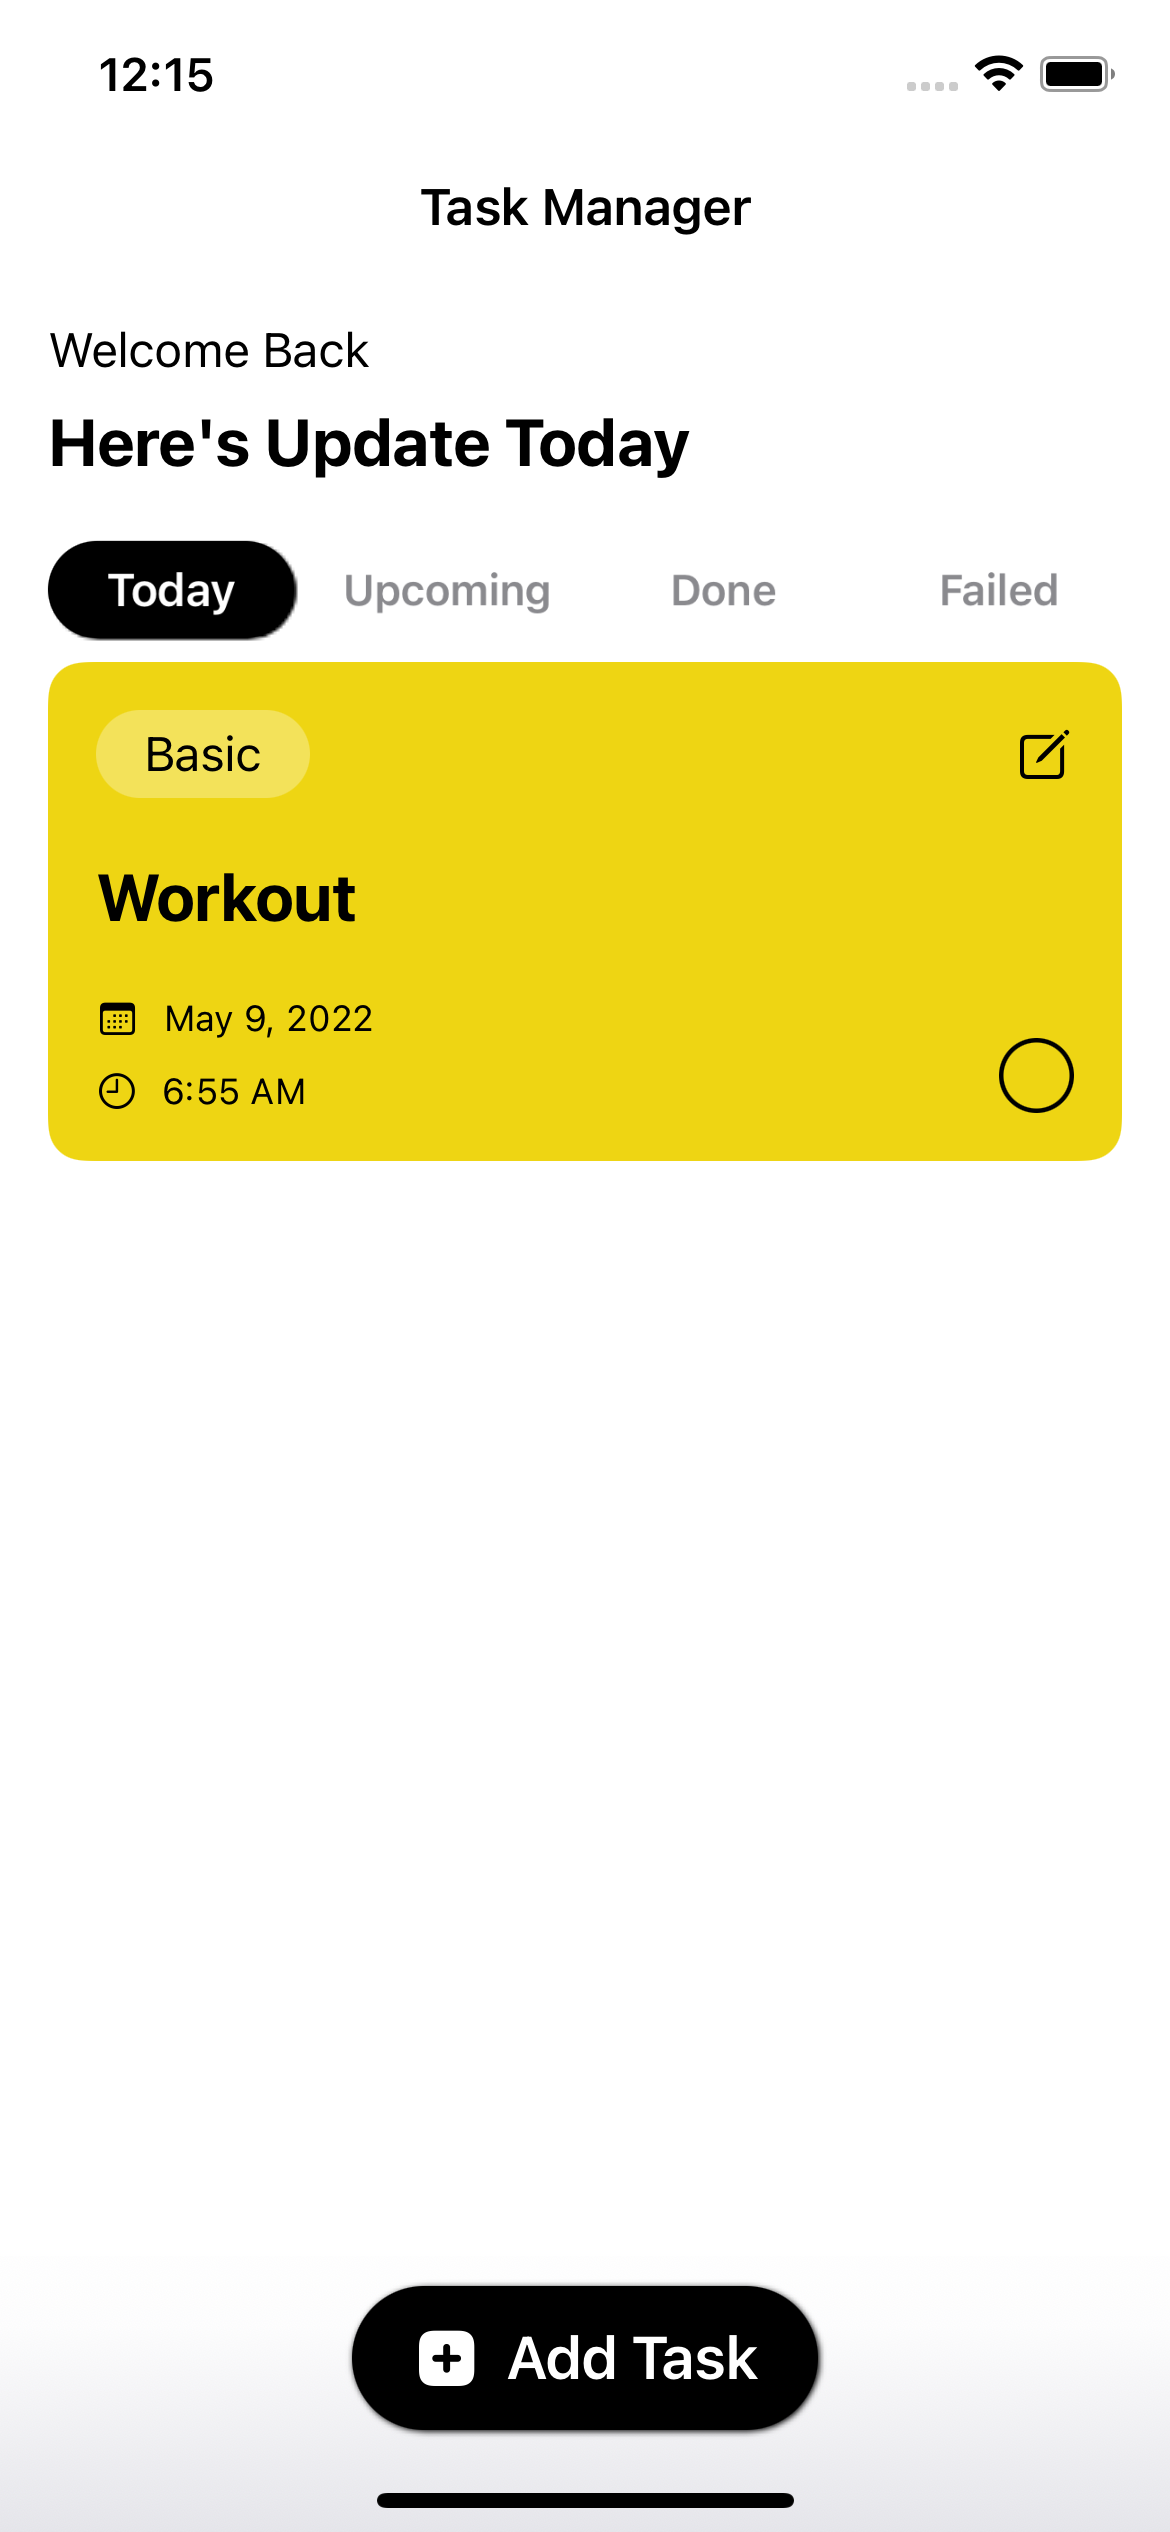 12:15
Task Manager
Welcome Back
Here's Update Today
Today Upcoming Done Failed
Basic
Workout
May 9, 2022
6:55 AM
Add Task